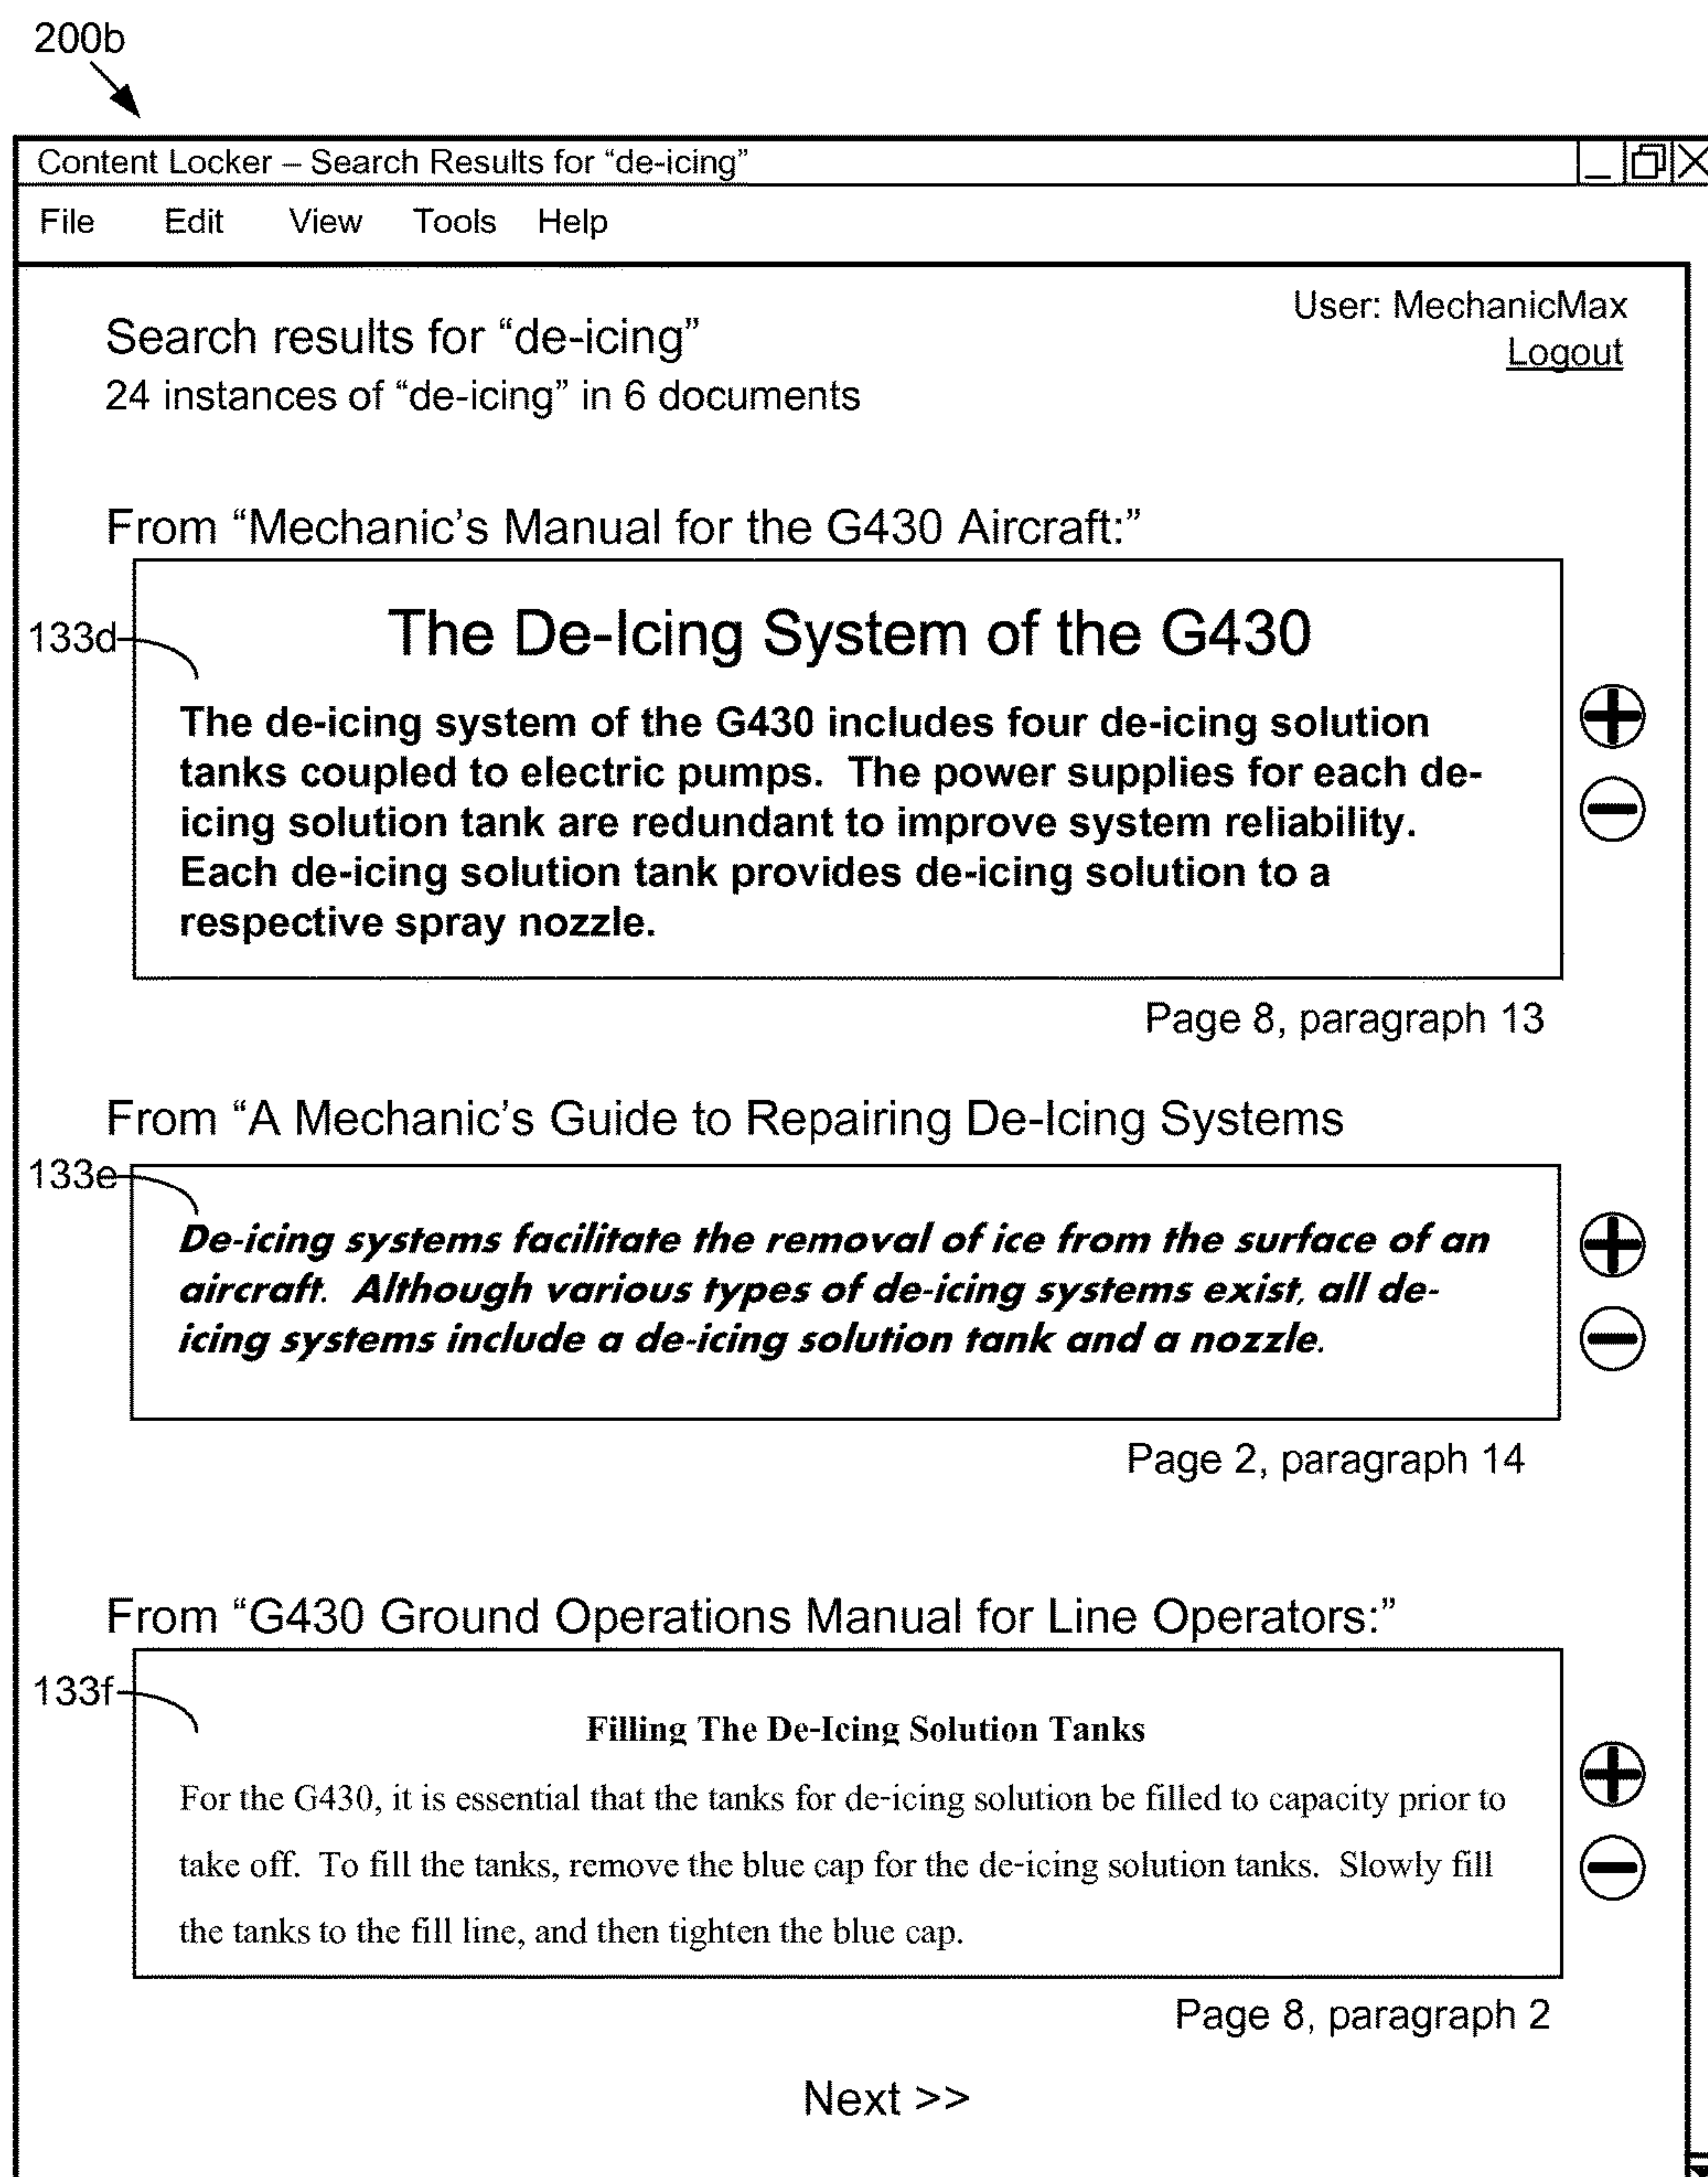 200b
Content Locker – Search Results for “de-icing”
File Edit View Tools Help
User: MechanicMax
Logout
Search results for “de-icing”
24 instances of “de-icing” in 6 documents
From “Mechanic’s Manual for the G430 Aircraft:”
133d
The De-Icing System of the G430
The de-icing system of the G430 includes four de-icing solution
tanks coupled to electric pumps. The power supplies for each de-
icing solution tank are redundant to improve system reliability.
Each de-icing solution tank provides de-icing solution to a
respective spray nozzle.
Page 8, paragraph 13
From “A Mechanic’s Guide to Repairing De-Icing Systems
133e
De-icing systems facilitate the removal of ice from the surface of an
aircraft. Although various types of de-icing systems exist, all de-
icing systems include a de-icing solution tank and a nozzle.
Page 2, paragraph 14
From “G430 Ground Operations Manual for Line Operators:”
133f
Filling The De-Icing Solution Tanks
For the G430, it is essential that the tanks for de-icing solution be filled to capacity prior to
take off. To fill the tanks, remove the blue cap for the de-icing solution tanks. Slowly fill
the tanks to the fill line, and then tighten the blue cap.
Page 8, paragraph 2
Next >>